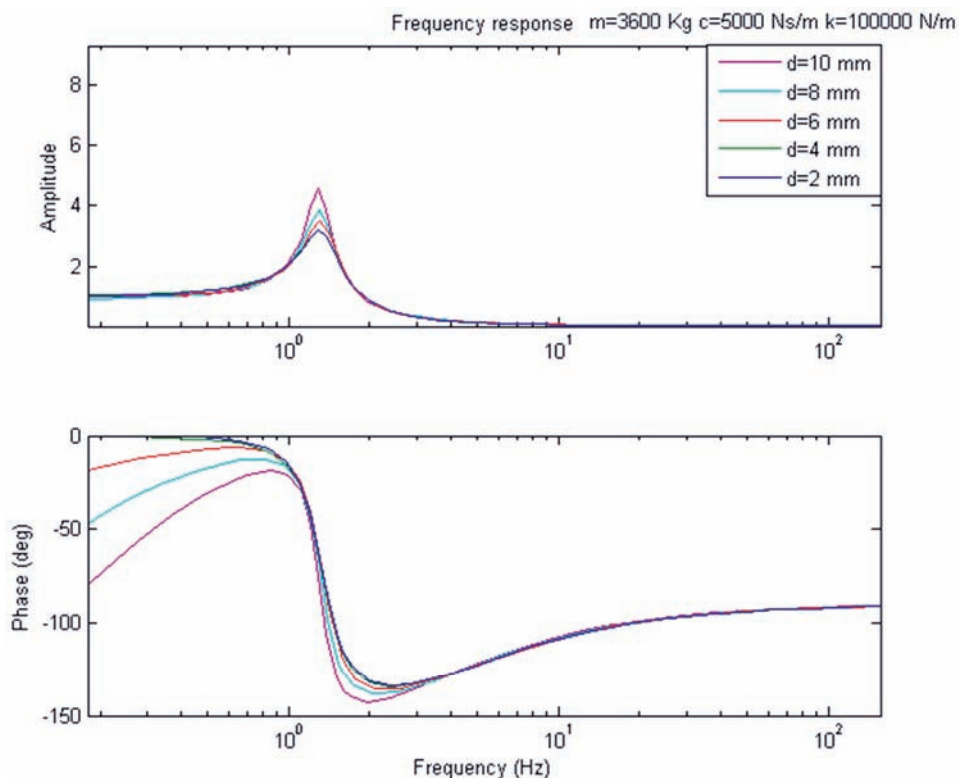 Frequency response m=3600 Kg c=5000 Ns/m k=100000 N/m
d=10 mm
d=8 mm
d=6 mm
d=4 mm
d=2 mm
Amplitude
8
6
4
2
10^0
10^1
10^2
Phase (deg)
0
-50
-100
-150
10^0
10^1
10^2
Frequency (Hz)